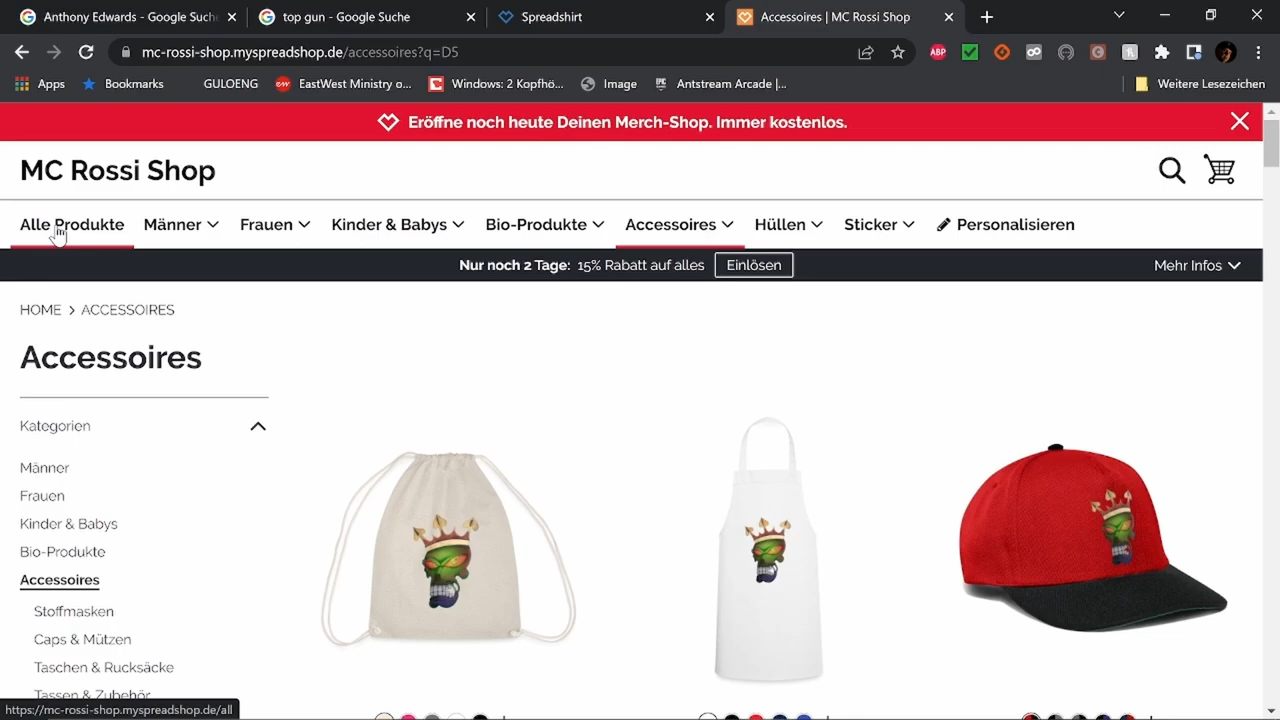 Anthony Edwards - Google Suche
top gun - Google Suche
Spreadshirt
Accessoires | MC Rossi Shop
mc-rossi-shop.myspreadshop.de/accessoires?q=D5
ABP
Apps
Bookmarks
GULOENG
EastWest Ministry o...
Windows: 2 Kopfhö...
Image
Antstream Arcade |...
Weitere Lesezeichen
Eröffne noch heute Deinen Merch-Shop. Immer kostenlos.
MC Rossi Shop
Alle Produkte
Männer
Frauen
Kinder & Babys
Bio-Produkte
Accessoires
Hüllen
Sticker
Personalisieren
Nur noch 2 Tage: 15% Rabatt auf alles
Einlösen
Mehr Infos
HOME > ACCESSOIRES
Accessoires
Kategorien
Männer
Frauen
Kinder & Babys
Bio-Produkte
Accessoires
Stoffmasken
Caps & Mützen
Taschen & Rucksäcke
Tassen & Zubehör
https://mc-rossi-shop.myspreadshop.de/all